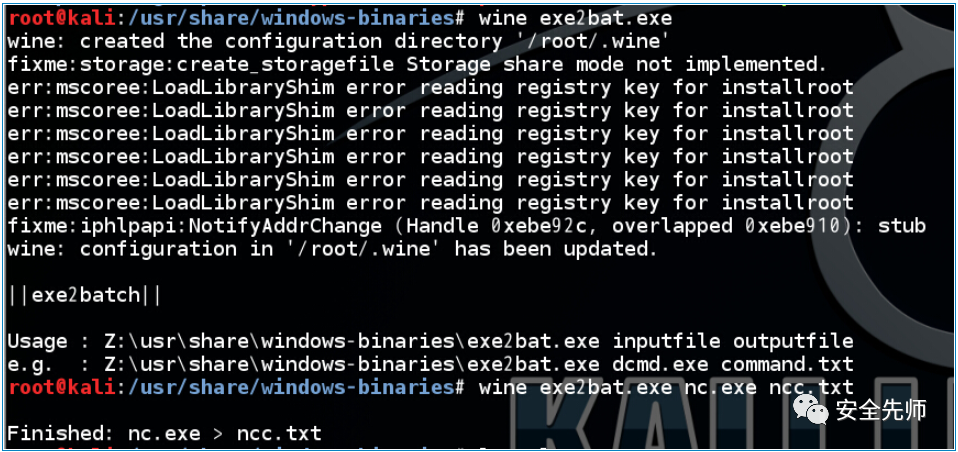 root@kali:/usr/share/windows-binaries# wine exe2bat.exe
wine: created the configuration directory '/root/.wine'
fixme:storage:create_storagefile Storage share mode not implemented.
err:mscoree:LoadLibraryShim error reading registry key for installroot
err:mscoree:LoadLibraryShim error reading registry key for installroot
err:mscoree:LoadLibraryShim error reading registry key for installroot
err:mscoree:LoadLibraryShim error reading registry key for installroot
err:mscoree:LoadLibraryShim error reading registry key for installroot
err:mscoree:LoadLibraryShim error reading registry key for installroot
fixme:iphlpapi:NotifyAddrChange (Handle 0xebe92c, overlapped 0xebe910): stub
wine: configuration in '/root/.wine' has been updated.
||exe2batch||
Usage : Z:\usr\share\windows-binaries\exe2bat.exe inputfile outputfile
e.g.  : Z:\usr\share\windows-binaries\exe2bat.exe dcmd.exe command.txt
root@kali:/usr/share/windows-binaries# wine exe2bat.exe nc.exe ncc.txt
安全先师
Finished: nc.exe > ncc.txt